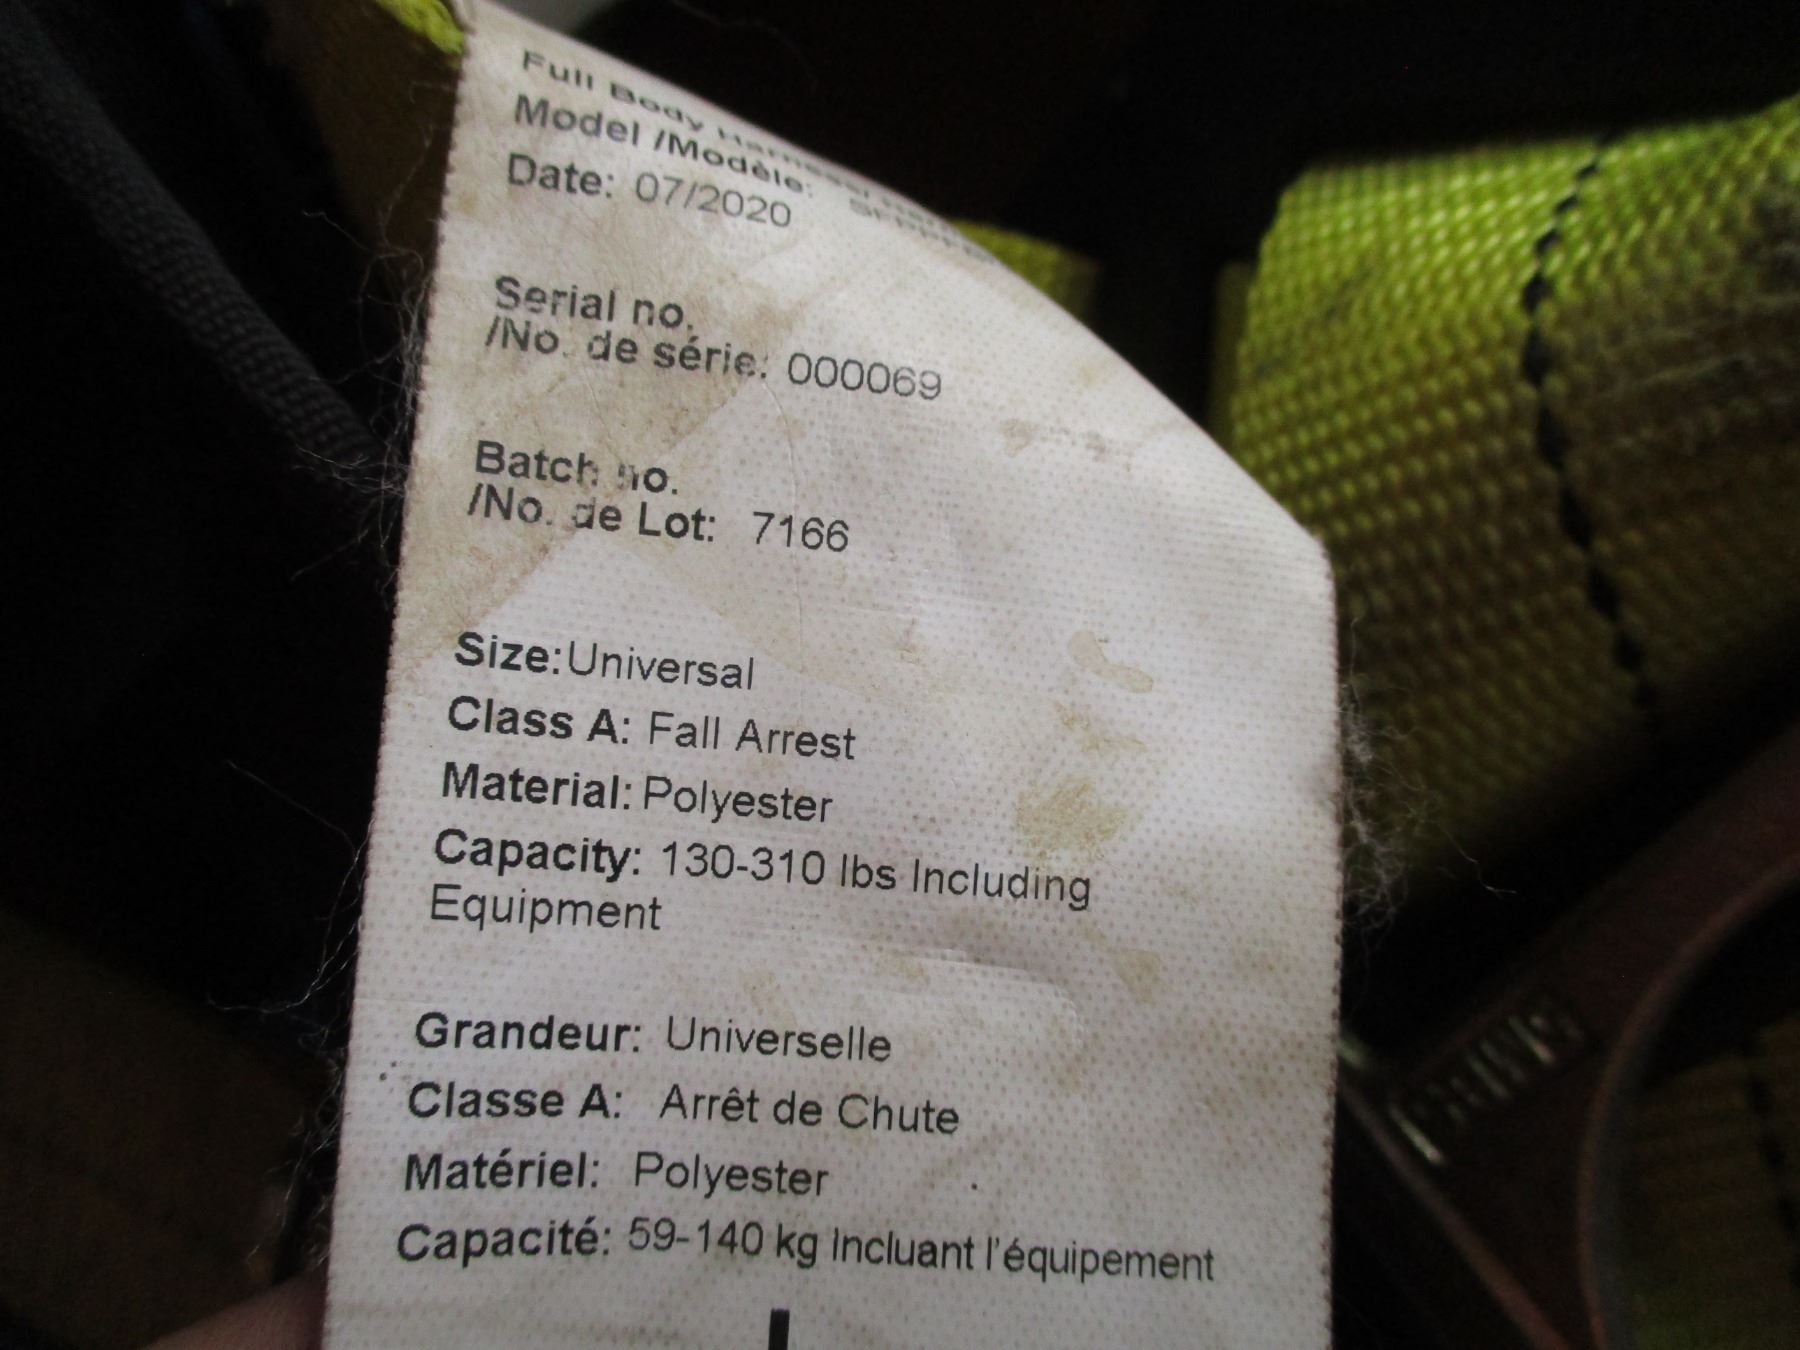 Full Body Harness
Model /Modèle:
Date: 07/2020
Serial no.
/No. de série: 000069
Batch no.
/No. de Lot: 7166
Size:Universal
Class A: Fall Arrest
Material: Polyester
Capacity: 130-310 lbs Including
Equipment
Grandeur: Universelle
Classe A: Arrêt de Chute
Matériel: Polyester
Capacité: 59-140 kg Incluant l'équipement